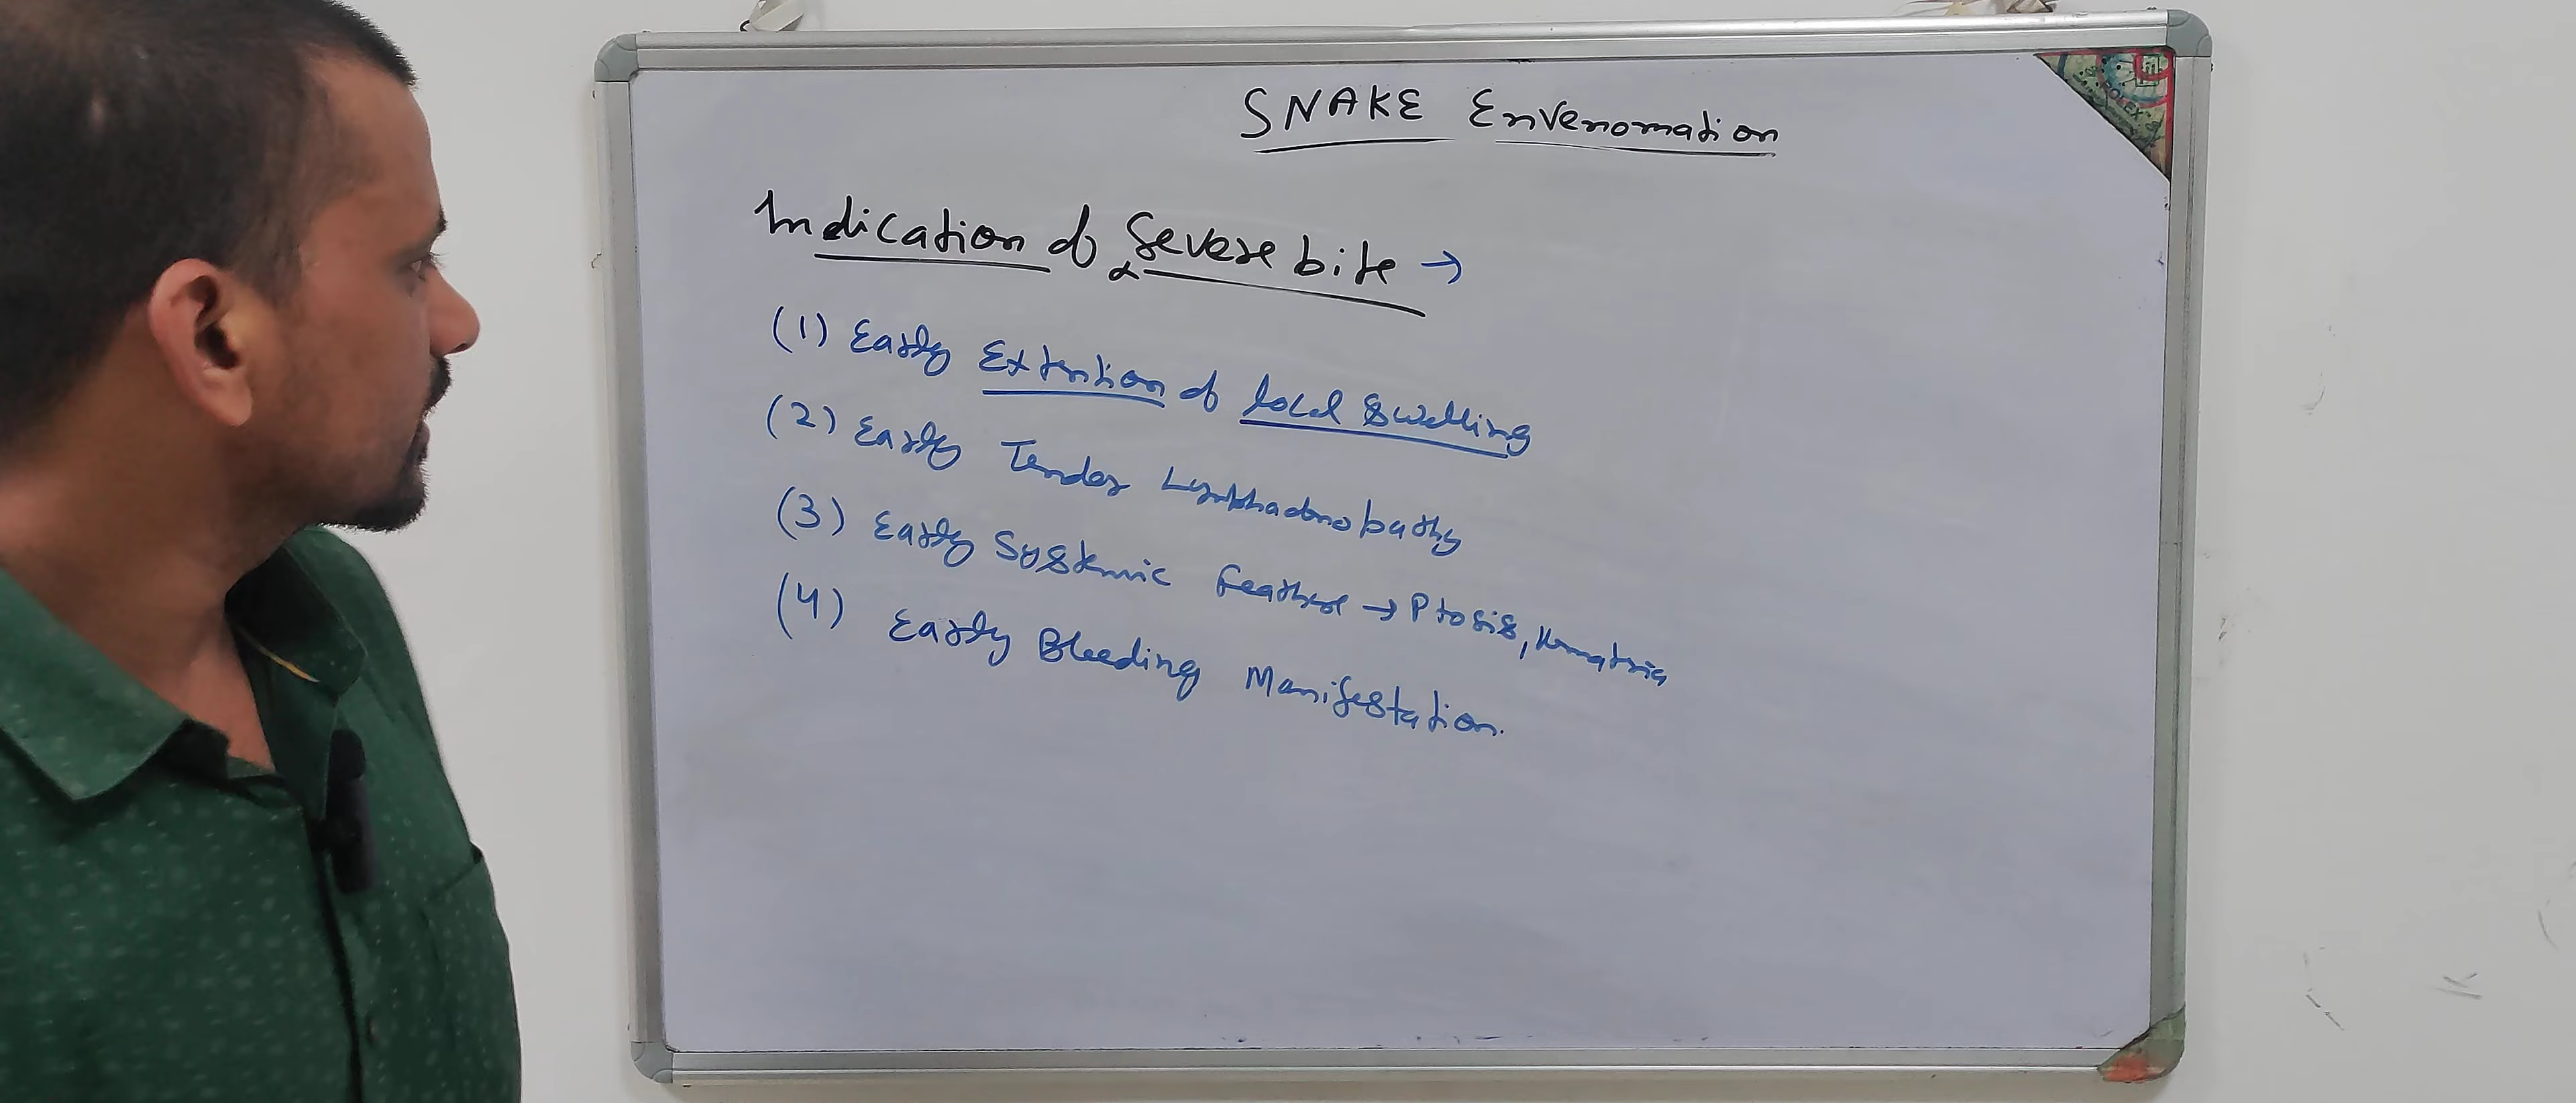 SNAKE Envenomation
Indication of Severe bite →
(1) Early Extention of local Swelling
(2) Early Tender Lymphadenopathy
(3) Early Systemic feature → Ptosis, Hematuria
(4) Early Bleeding Manifestation.